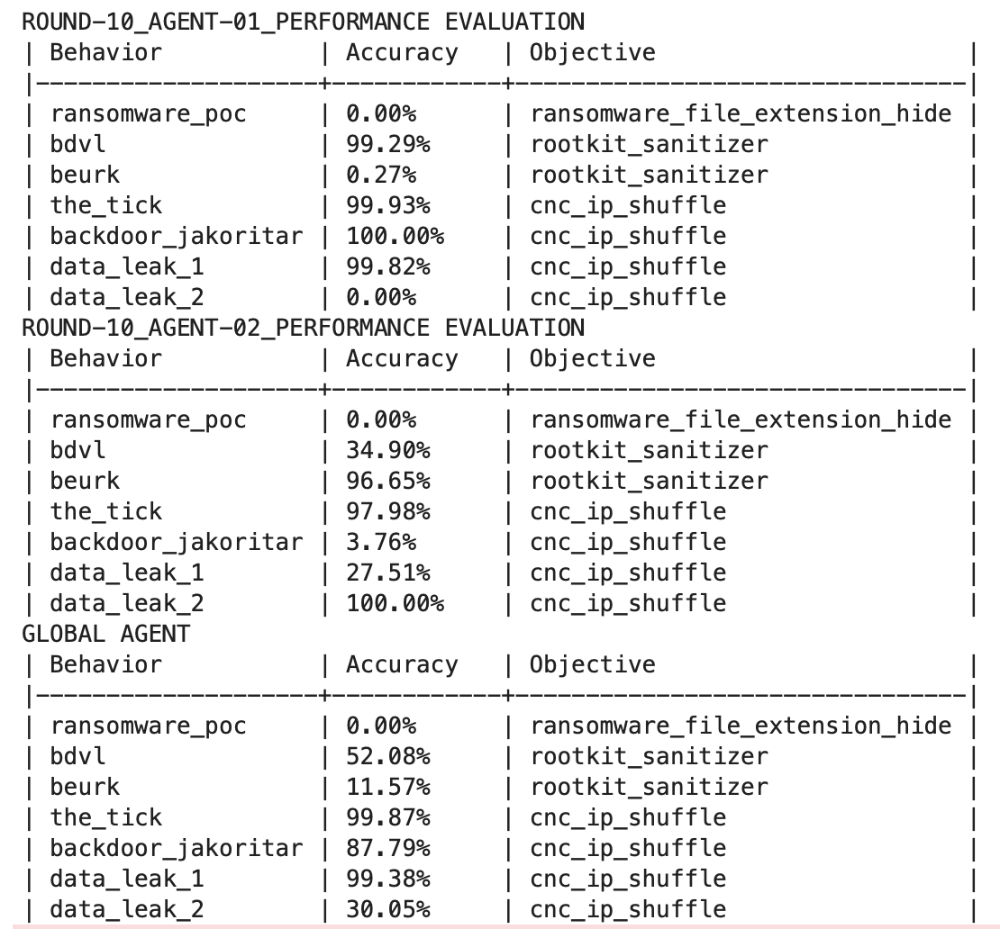 ROUND-10_AGENT-01_PERFORMANCE EVALUATION
| Behavior           | Accuracy   | Objective                      |
|--------------------+------------+--------------------------------|
| ransomware_poc     | 0.00%      | ransomware_file_extension_hide |
| bdvl               | 99.29%     | rootkit_sanitizer              |
| beurk              | 0.27%      | rootkit_sanitizer              |
| the_tick           | 99.93%     | cnc_ip_shuffle                 |
| backdoor_jakoritar | 100.00%    | cnc_ip_shuffle                 |
| data_leak_1        | 99.82%     | cnc_ip_shuffle                 |
| data_leak_2        | 0.00%      | cnc_ip_shuffle                 |
ROUND-10_AGENT-02_PERFORMANCE EVALUATION
| Behavior           | Accuracy   | Objective                      |
|--------------------+------------+--------------------------------|
| ransomware_poc     | 0.00%      | ransomware_file_extension_hide |
| bdvl               | 34.90%     | rootkit_sanitizer              |
| beurk              | 96.65%     | rootkit_sanitizer              |
| the_tick           | 97.98%     | cnc_ip_shuffle                 |
| backdoor_jakoritar | 3.76%      | cnc_ip_shuffle                 |
| data_leak_1        | 27.51%     | cnc_ip_shuffle                 |
| data_leak_2        | 100.00%    | cnc_ip_shuffle                 |
GLOBAL AGENT
| Behavior           | Accuracy   | Objective                      |
|--------------------+------------+--------------------------------|
| ransomware_poc     | 0.00%      | ransomware_file_extension_hide |
| bdvl               | 52.08%     | rootkit_sanitizer              |
| beurk              | 11.57%     | rootkit_sanitizer              |
| the_tick           | 99.87%     | cnc_ip_shuffle                 |
| backdoor_jakoritar | 87.79%     | cnc_ip_shuffle                 |
| data_leak_1        | 99.38%     | cnc_ip_shuffle                 |
| data_leak_2        | 30.05%     | cnc_ip_shuffle                 |